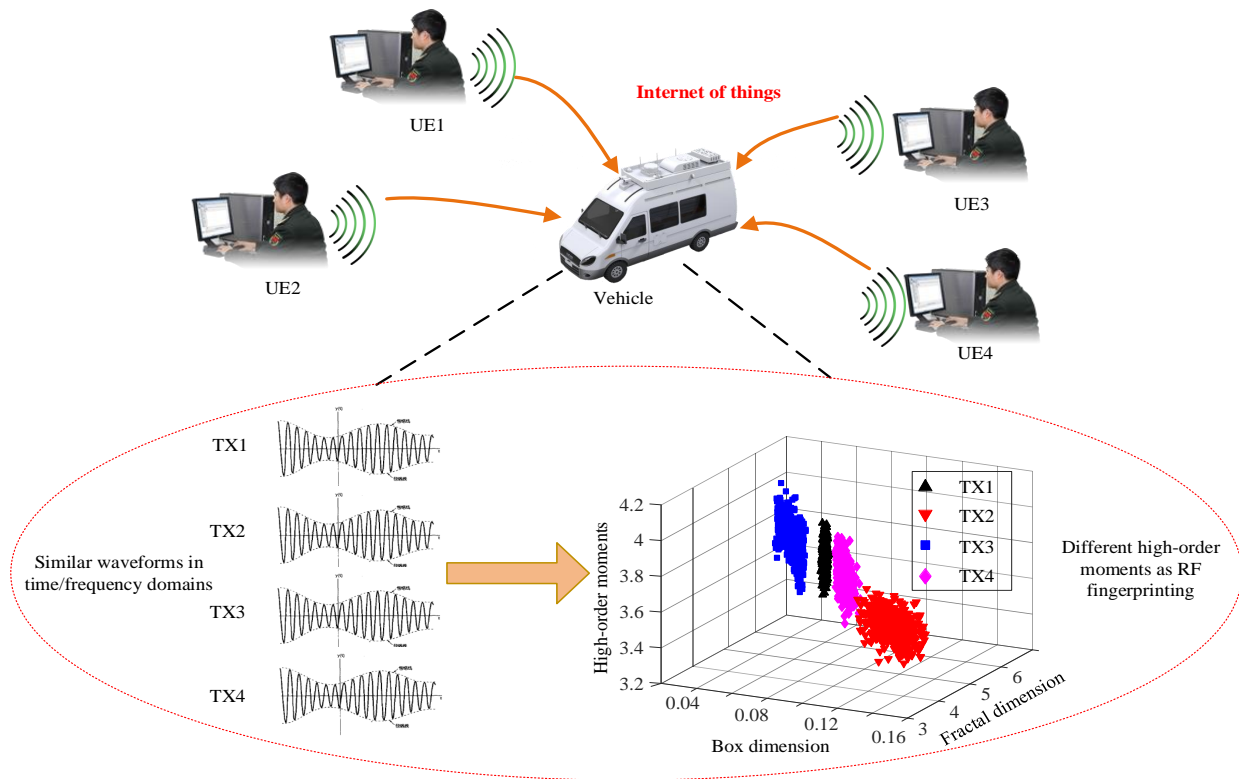 Internet of things
UE1
UE3
UE2
Vehicle
UE4
TX1
TX2
TX3
TX4
Similar waveforms in
time/frequency domains
y(t)
y(t)
y(t)
y(t)
High-order moments
4.2
4
3.8
3.6
3.4
3.2
0.04
0.08
0.12
0.16
Box dimension
3
4
5
6
Fractal dimension
TX1
TX2
TX3
TX4
Different high-order
moments as RF
fingerprinting